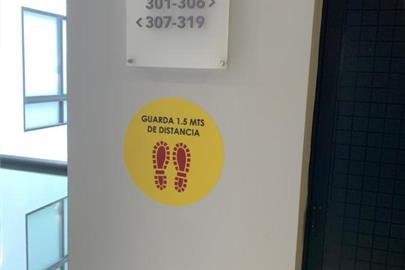 301-306>
<307-319
GUARDA 1.5 MTS
DE DISTANCIA